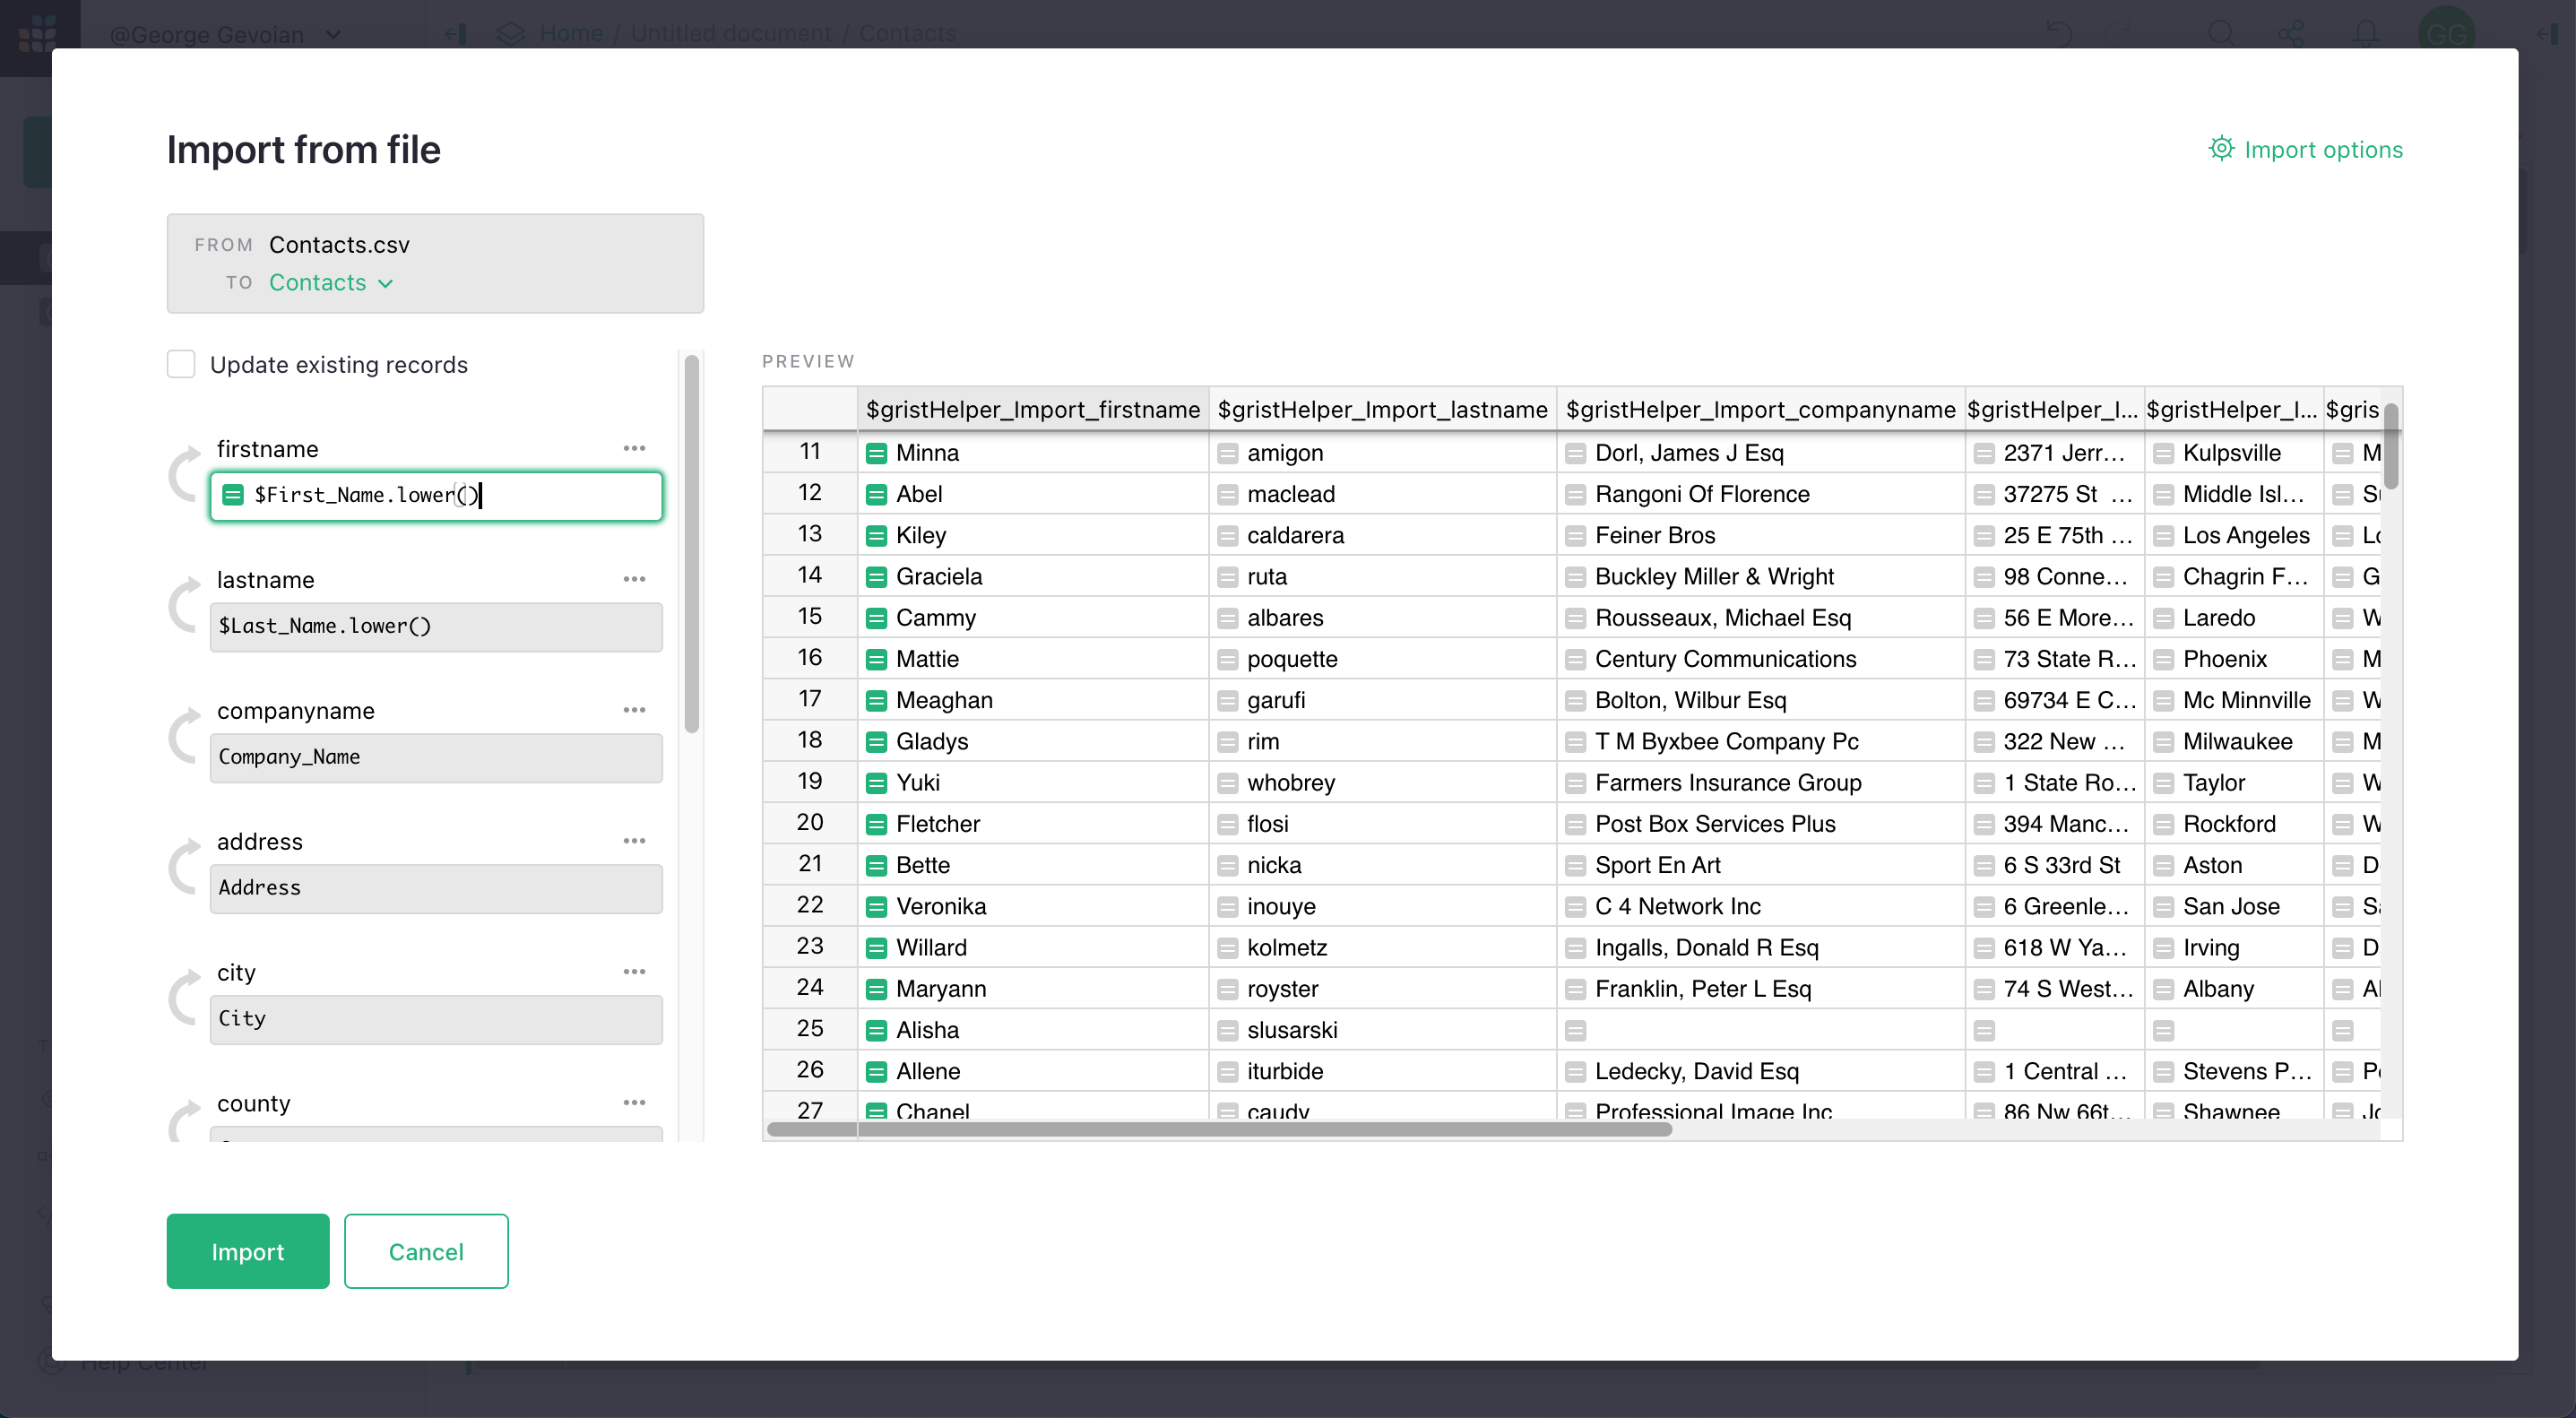 @George Gevoian
Home / Untitled document / Contacts
GG
Import from file
Import options
FROM Contacts.csv
TO Contacts
Update existing records
firstname
$First_Name.lower()
lastname
$Last_Name.lower()
companyname
Company_Name
address
Address
city
City
county
PREVIEW
$gristHelper_Import_firstname $gristHelper_Import_lastname $gristHelper_Import_companyname $gristHelper_I... $gristHelper_I... $gris
11 Minna amigon Dorl, James J Esq 2371 Jerr... Kulpsville M
12 Abel maclead Rangoni Of Florence 37275 St ... Middle Isl...
13 Kiley caldarera Feiner Bros 25 E 75th ... Los Angeles
14 Graciela ruta Buckley Miller & Wright 98 Conne... Chagrin F... G
15 Cammy albares Rousseaux, Michael Esq 56 E More... Laredo W
16 Mattie poquette Century Communications 73 State R... Phoenix M
17 Meaghan garufi Bolton, Wilbur Esq 69734 E C... Mc Minnville W
18 Gladys rim T M Byxbee Company Pc 322 New ... Milwaukee M
19 Yuki whobrey Farmers Insurance Group 1 State Ro... Taylor W
20 Fletcher flosi Post Box Services Plus 394 Manc... Rockford W
21 Bette nicka Sport En Art 6 S 33rd St Aston D
22 Veronika inouye C 4 Network Inc 6 Greenle... San Jose
23 Willard kolmetz Ingalls, Donald R Esq 618 W Ya... Irving D
24 Maryann royster Franklin, Peter L Esq 74 S West... Albany
25 Alisha slusarski
26 Allene iturbide Ledecky, David Esq 1 Central ... Stevens P...
27 Chanel caudy Professional Image Inc 86 Nw 66t... Shawnee
Import
Cancel
Help Center